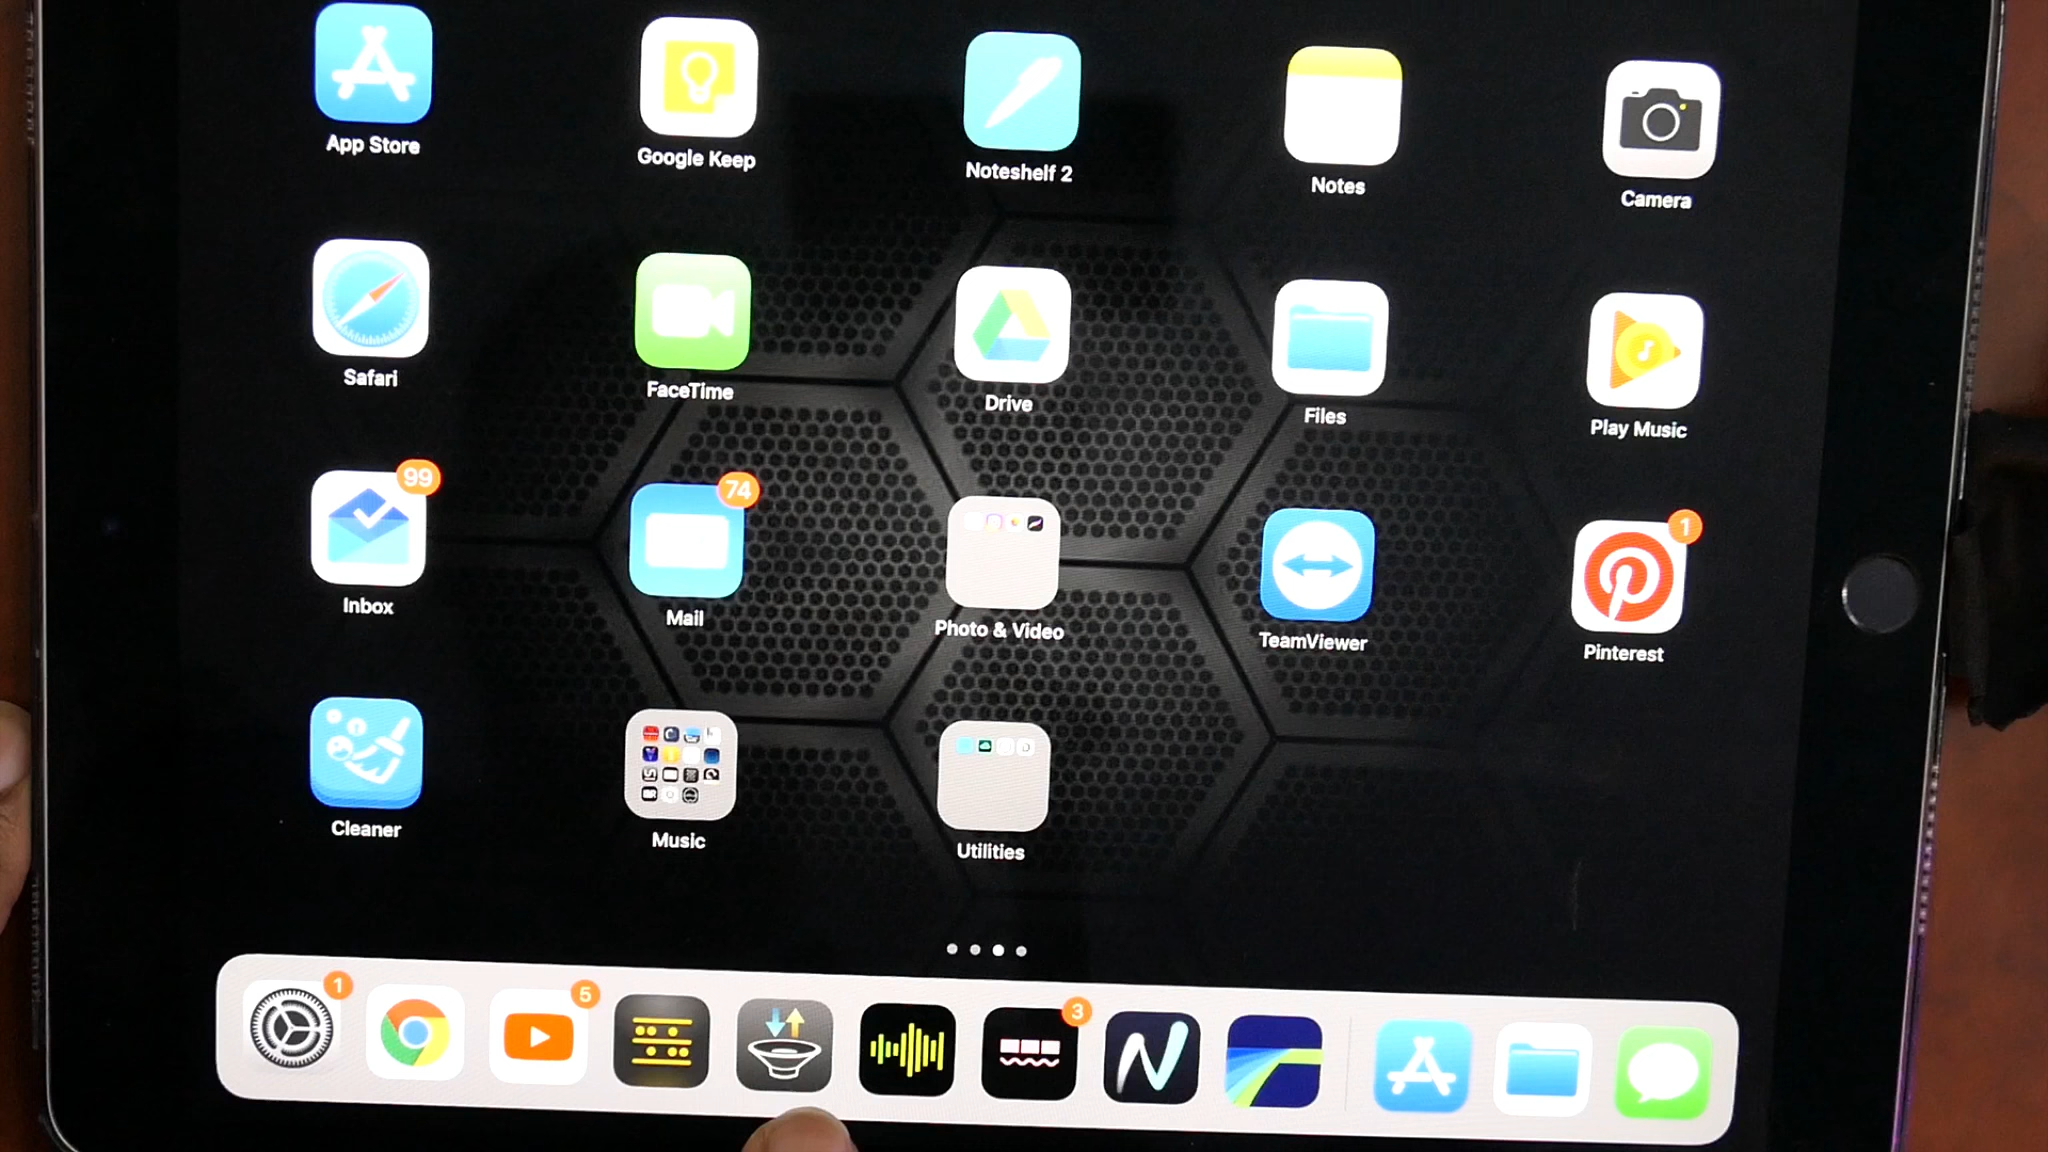 App Store
Google Keep
Noteshelf 2
Notes
Camera
Safari
FaceTime
Drive
Files
Play Music
99
Inbox
74
Mail
Photo & Video
TeamViewer
1
Pinterest
Cleaner
Music
Utilities
1
5
3